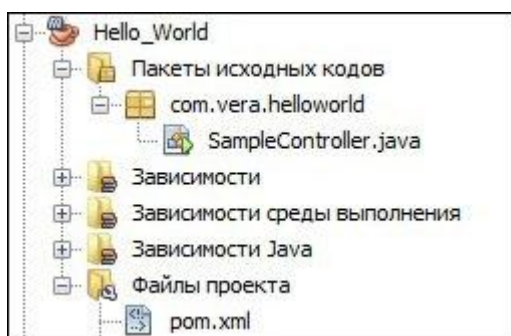 Hello_World
Пакеты исходных кодов
com.vera.helloworld
SampleController.java
Зависимости
Зависимости среды выполнения
Зависимости Java
Файлы проекта
pom.xml